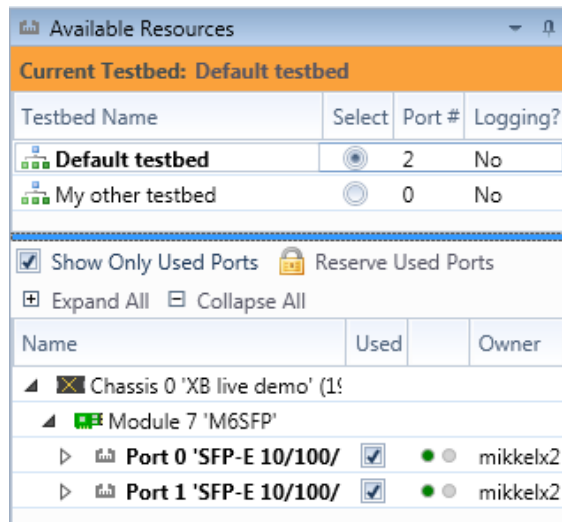 Available Resources
Current Testbed: Default testbed
Testbed Name Select Port # Logging?
Default testbed 2 No
My other testbed 0 No
Show Only Used Ports Reserve Used Ports
Expand All Collapse All
Name Used Owner
Chassis 0 'XB live demo' (19
Module 7 'M6SFP'
Port 0 'SFP-E 10/100/ mikkelx2
Port 1 'SFP-E 10/100/ mikkelx2